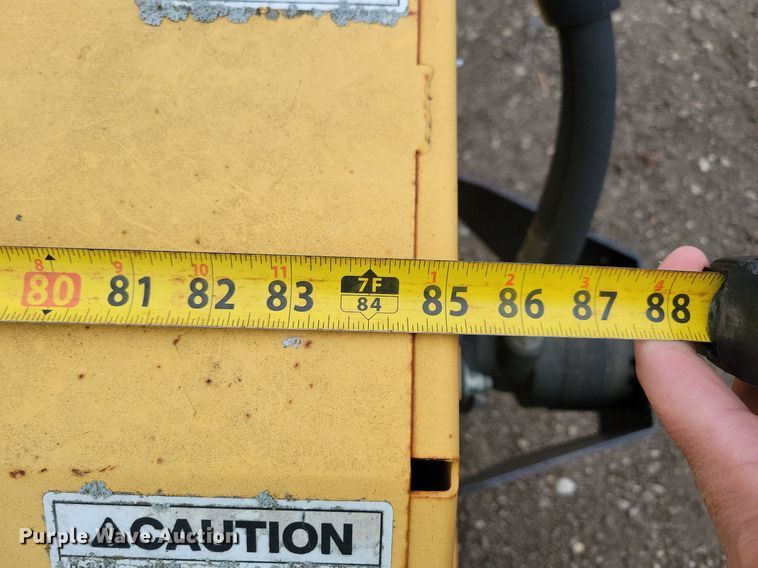 8 9 10 11 7F 1 2 3 4
80 81 82 83 84 85 86 87 88
CAUTION
Purple Wave Auction